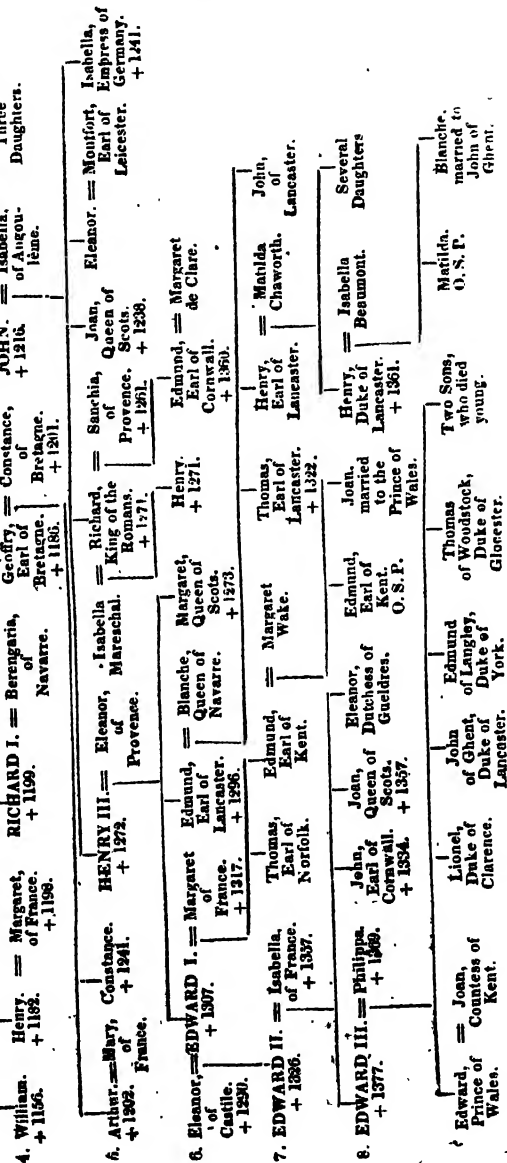 4. William.
+ 1156.
Henry.
+ 1182.
= Margaret,
of France.
+ 1198.
RICHARD I.
+ 1199.
= Berengaria,
of
Navarre.
Geoffry,
Earl of
Bretagne.
+ 1186.
= Constance,
of
Bretagne.
+ 1201.
JOHN.
+ 1216.
= Isabella,
of Angou-
lême.
Three
Daughters.
5. Arthur.
+ 1202.
= Mary,
of
France.
Constance.
+ 1241.
HENRY III.
+ 1272.
= Eleanor,
of
Provence.
Isabella
Mareschal.
= Richard,
King of the
Romans.
+ 1271.
= Sanchia,
of
Provence.
+ 1261.
Joan,
Queen of
Scots.
+ 1238.
Eleanor.
= Montfort,
Earl of
Leicester.
Isabella,
Empress of
Germany.
+ 1241.
6. Eleanor,
of
Castile.
+ 1290.
= EDWARD I.
+ 1307.
= Margaret
of
France.
+ 1317.
Edmund,
Earl of
Lancaster.
+ 1296.
= Blanche,
Queen of
Navarre.
Margaret,
Queen of
Scots.
+ 1273.
Henry.
+ 1271.
Edmund,
Earl of
Cornwall.
+ 1300.
= Margaret
de Clare.
7. EDWARD II.
+ 1326.
= Isabella,
of France.
+ 1357.
Thomas,
Earl of
Norfolk.
Edmund,
Earl of
Kent.
= Margaret
Wake.
Thomas,
Earl of
Lancaster.
+ 1322.
Henry,
Earl of
Lancaster.
= Matilda
Chaworth.
John,
of
Lancaster.
8. EDWARD III.
+ 1377.
= Philippa.
+ 1369.
John,
Earl of
Cornwall.
+ 1334.
Joan,
Queen of
Scots.
+ 1357.
Eleanor,
Dutchess of
Gueldres.
Edmund,
Earl of
Kent.
O. S. P.
Joan.
married
to the
Prince of
Wales.
Henry,
Duke of
Lancaster.
+ 1361.
= Isabella
Beaumont.
Several
Daughters
Edward,
Prince of
Wales.
= Joan,
Countess of
Kent.
Lionel,
Duke of
Clarence.
John
of Ghent,
Duke of
Lancaster.
Edmund
of Langley,
Duke of
York.
Thomas
of Woodstock,
Duke of
Glocester.
Two Sons,
who died
young.
Matilda.
O. S. P.
Blanche.
married to
John of
Ghent.